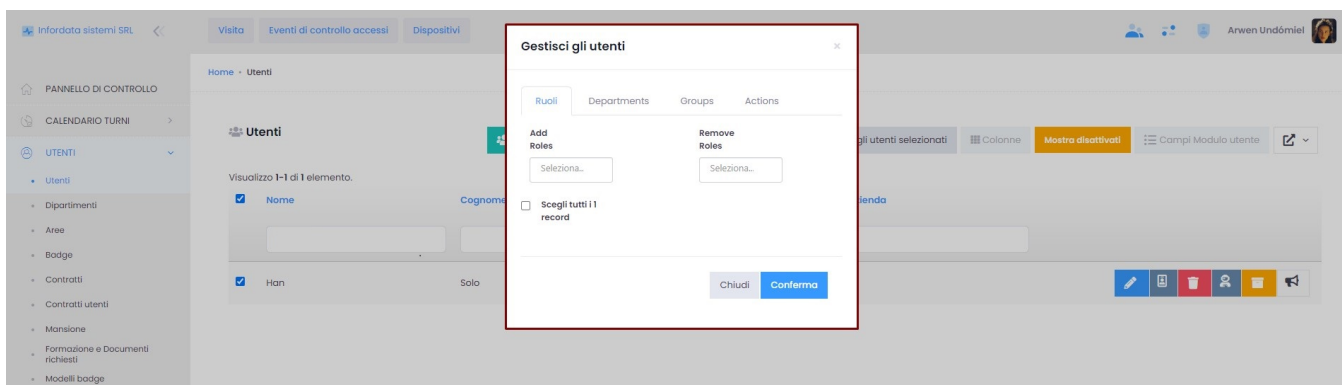 Infordata sistemi SRL
Visita
Eventi di controllo accessi
Dispositivi
Arwen Undómiel
Home • Utenti
PANNELLO DI CONTROLLO
CALENDARIO TURNI
UTENTI
Utenti
Dipartimenti
Aree
Badge
Contratti
Contratti utenti
Mansione
Formazione e Documenti
richiesti
Modelli badge
Utenti
gli utenti selezionati
Colonne
Mostra disattivati
Campi Modulo utente
Visualizzo 1-1 di 1 elemento.
Nome
Cognome
ienda
Han
Solo
Gestisci gli utenti
Ruoli
Departments
Groups
Actions
Add
Roles
Seleziona...
Remove
Roles
Seleziona...
Scegli tutti i 1
record
Chiudi
Conferma